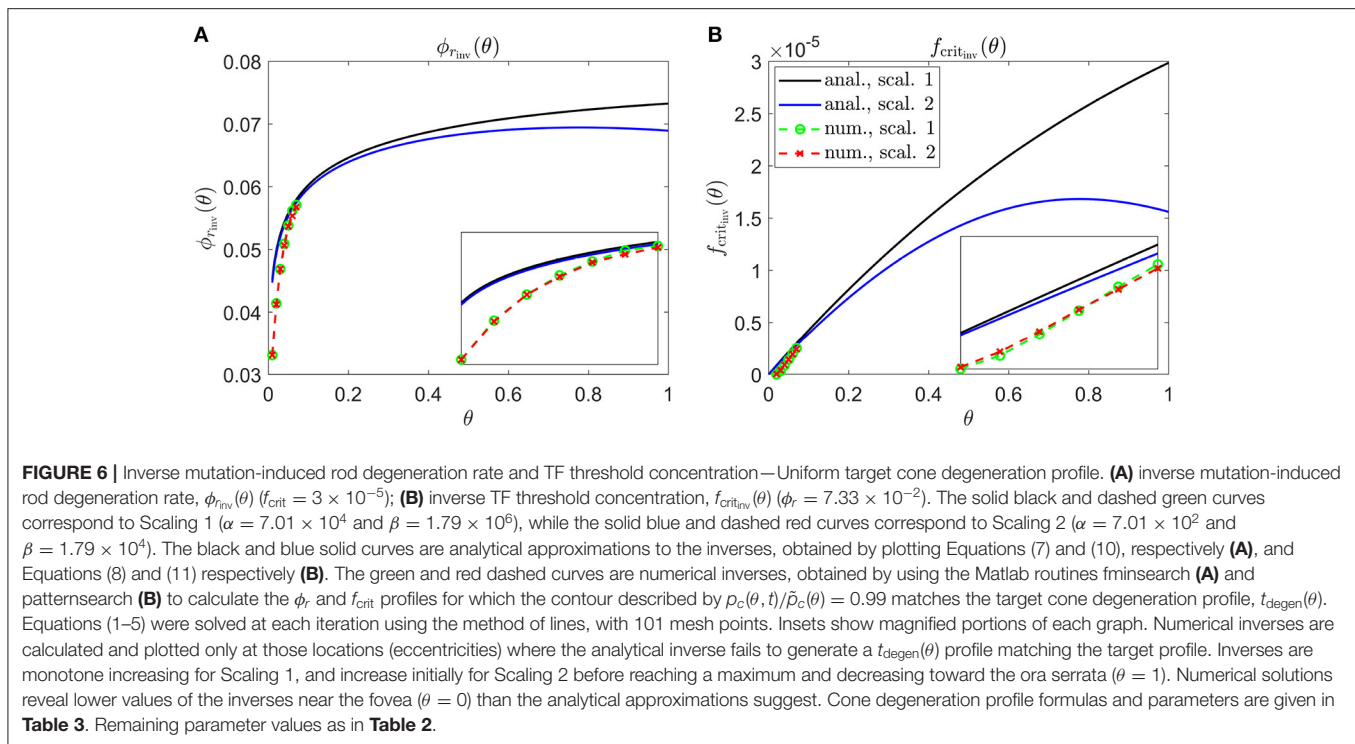 A
B
ϕ_{r_inv}(θ)
f_{crit_inv}(θ)
×10^-5
0.08
0.07
0.06
0.05
0.04
0.03
ϕ_{r_inv}(θ)
0
0.2
0.4
0.6
0.8
1
θ
3
2.5
2
1.5
1
0.5
0
f_{crit_inv}(θ)
anal., scal. 1
anal., scal. 2
num., scal. 1
num., scal. 2
0
0.2
0.4
0.6
0.8
1
θ
FIGURE 6 | Inverse mutation-induced rod degeneration rate and TF threshold concentration—Uniform target cone degeneration profile. (A) inverse mutation-induced
rod degeneration rate, ϕ_{r_inv}(θ) (f_crit = 3 × 10^-5); (B) inverse TF threshold concentration, f_{crit_inv}(θ) (ϕ_r = 7.33 × 10^-2). The solid black and dashed green curves
correspond to Scaling 1 (α = 7.01 × 10^4 and β = 1.79 × 10^6), while the solid blue and dashed red curves correspond to Scaling 2 (α = 7.01 × 10^2 and
β = 1.79 × 10^4). The black and blue solid curves are analytical approximations to the inverses, obtained by plotting Equations (7) and (10), respectively (A), and
Equations (8) and (11) respectively (B). The green and red dashed curves are numerical inverses, obtained by using the Matlab routines fminsearch (A) and
patternsearch (B) to calculate the ϕ_r and f_crit profiles for which the contour described by p_c(θ, t)/p̃_c(θ) = 0.99 matches the target cone degeneration profile, t_degen(θ).
Equations (1–5) were solved at each iteration using the method of lines, with 101 mesh points. Insets show magnified portions of each graph. Numerical inverses are
calculated and plotted only at those locations (eccentricities) where the analytical inverse fails to generate a t_degen(θ) profile matching the target profile. Inverses are
monotone increasing for Scaling 1, and increase initially for Scaling 2 before reaching a maximum and decreasing toward the ora serrata (θ = 1). Numerical solutions
reveal lower values of the inverses near the fovea (θ = 0) than the analytical approximations suggest. Cone degeneration profile formulas and parameters are given in
Table 3. Remaining parameter values as in Table 2.